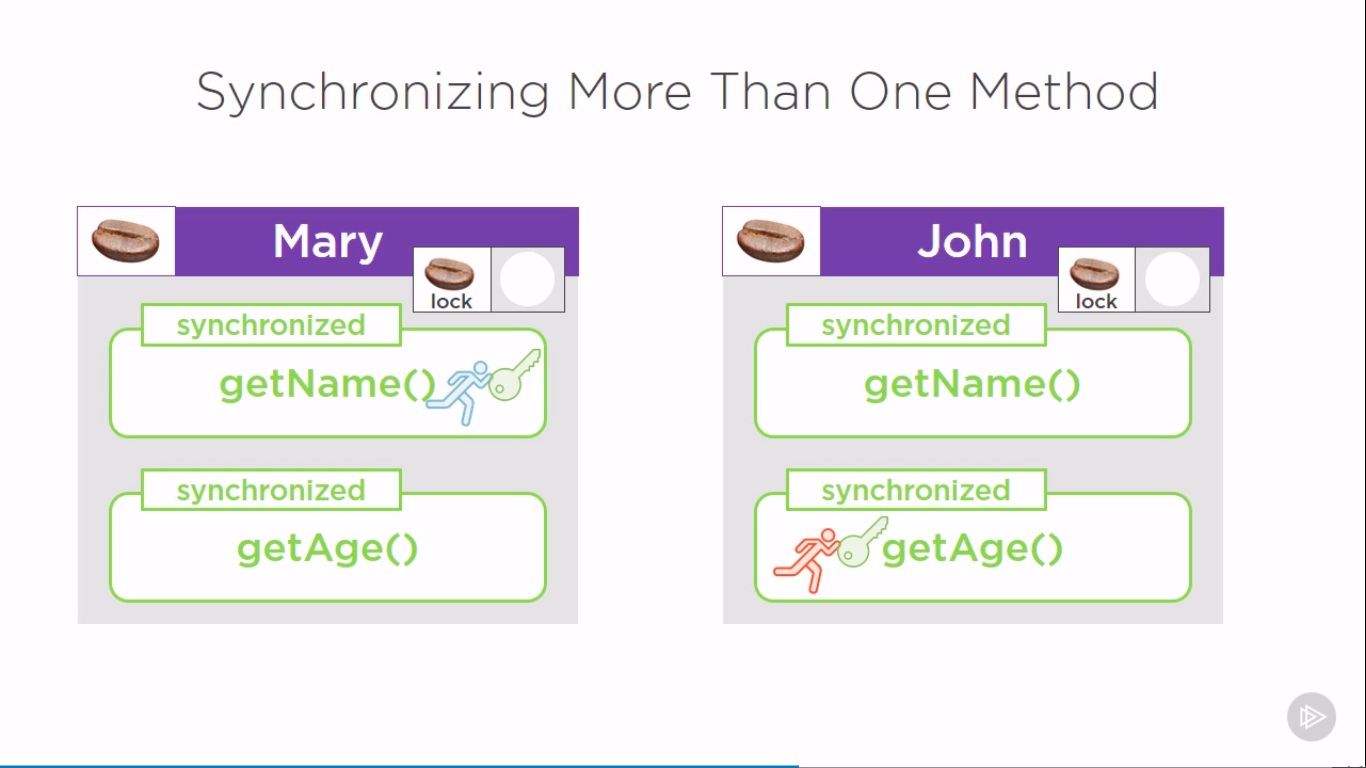 Synchronizing More Than One Method
Mary
lock
synchronized
getName()
synchronized
getAge()
John
lock
synchronized
getName()
synchronized
getAge()